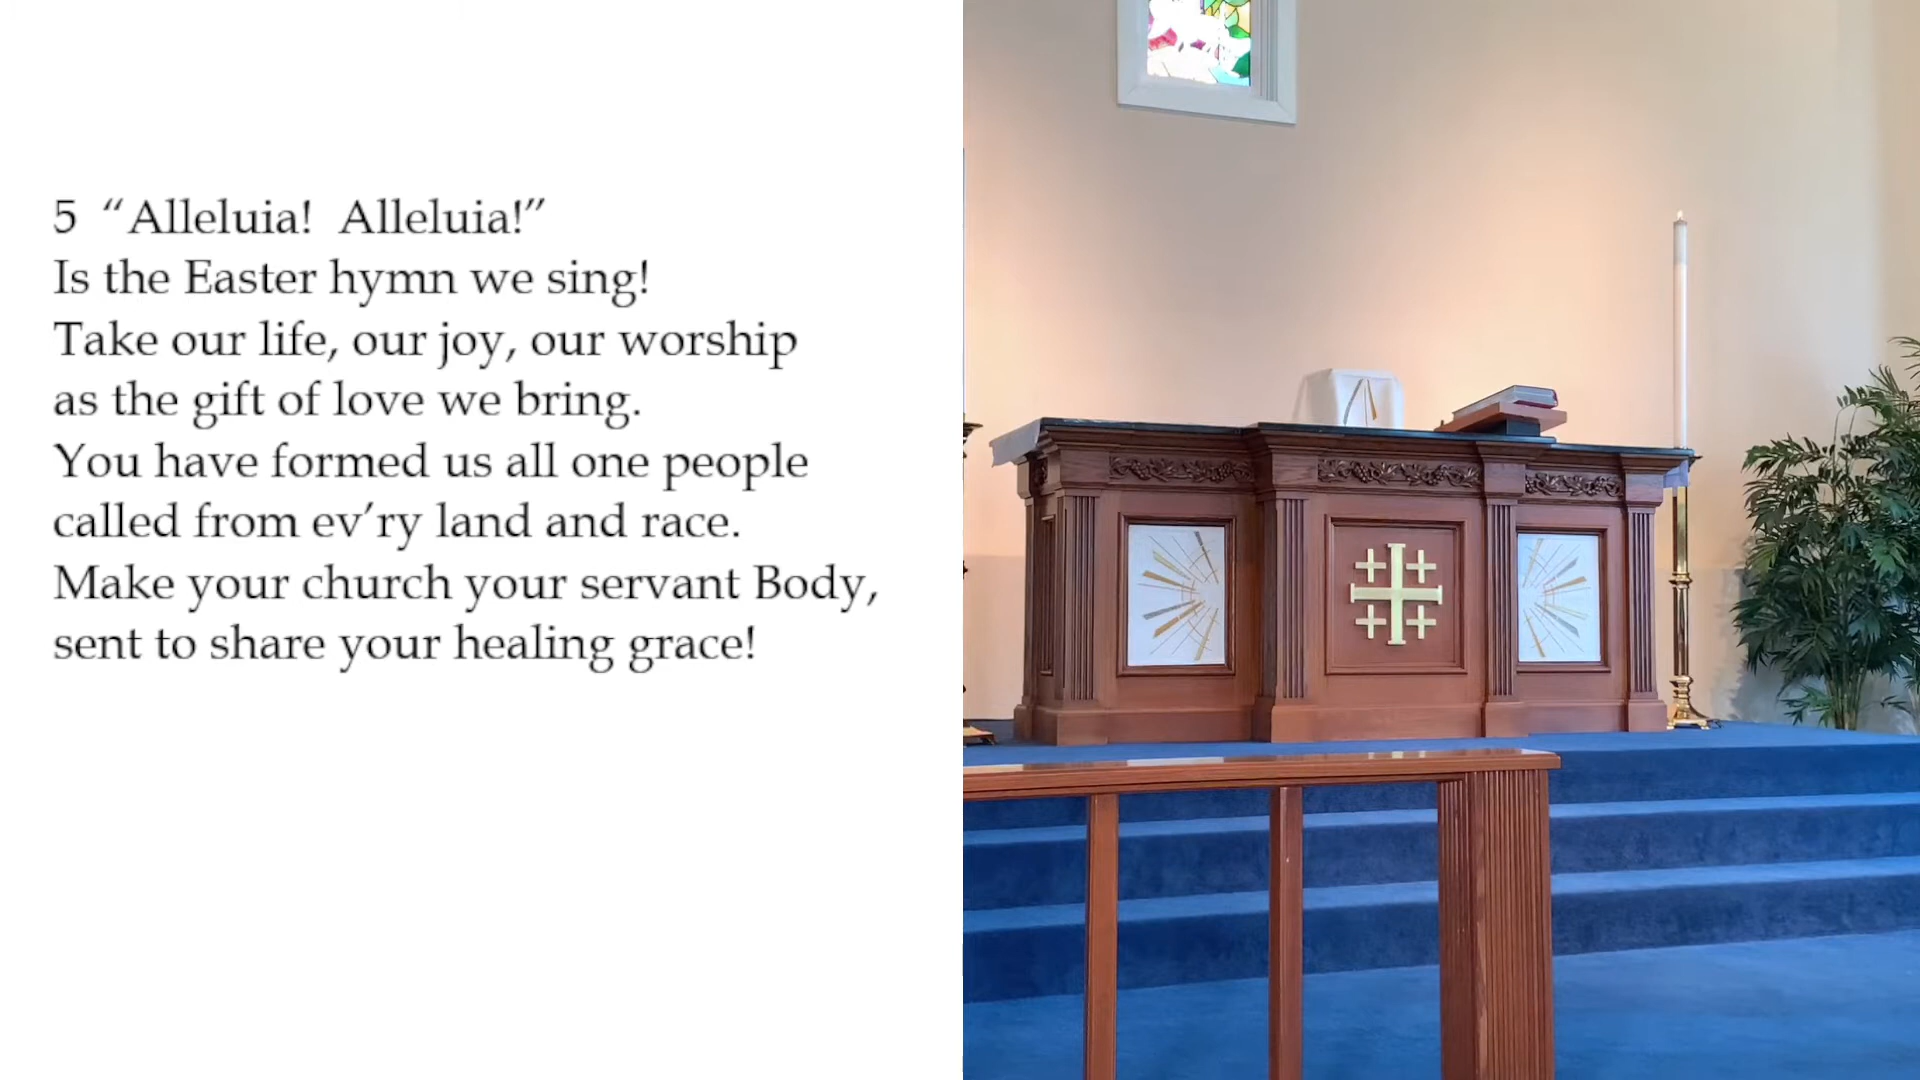 5 “Alleluia! Alleluia!”
Is the Easter hymn we sing!
Take our life, our joy, our worship
as the gift of love we bring.
You have formed us all one people
called from ev’ry land and race.
Make your church your servant Body,
sent to share your healing grace!